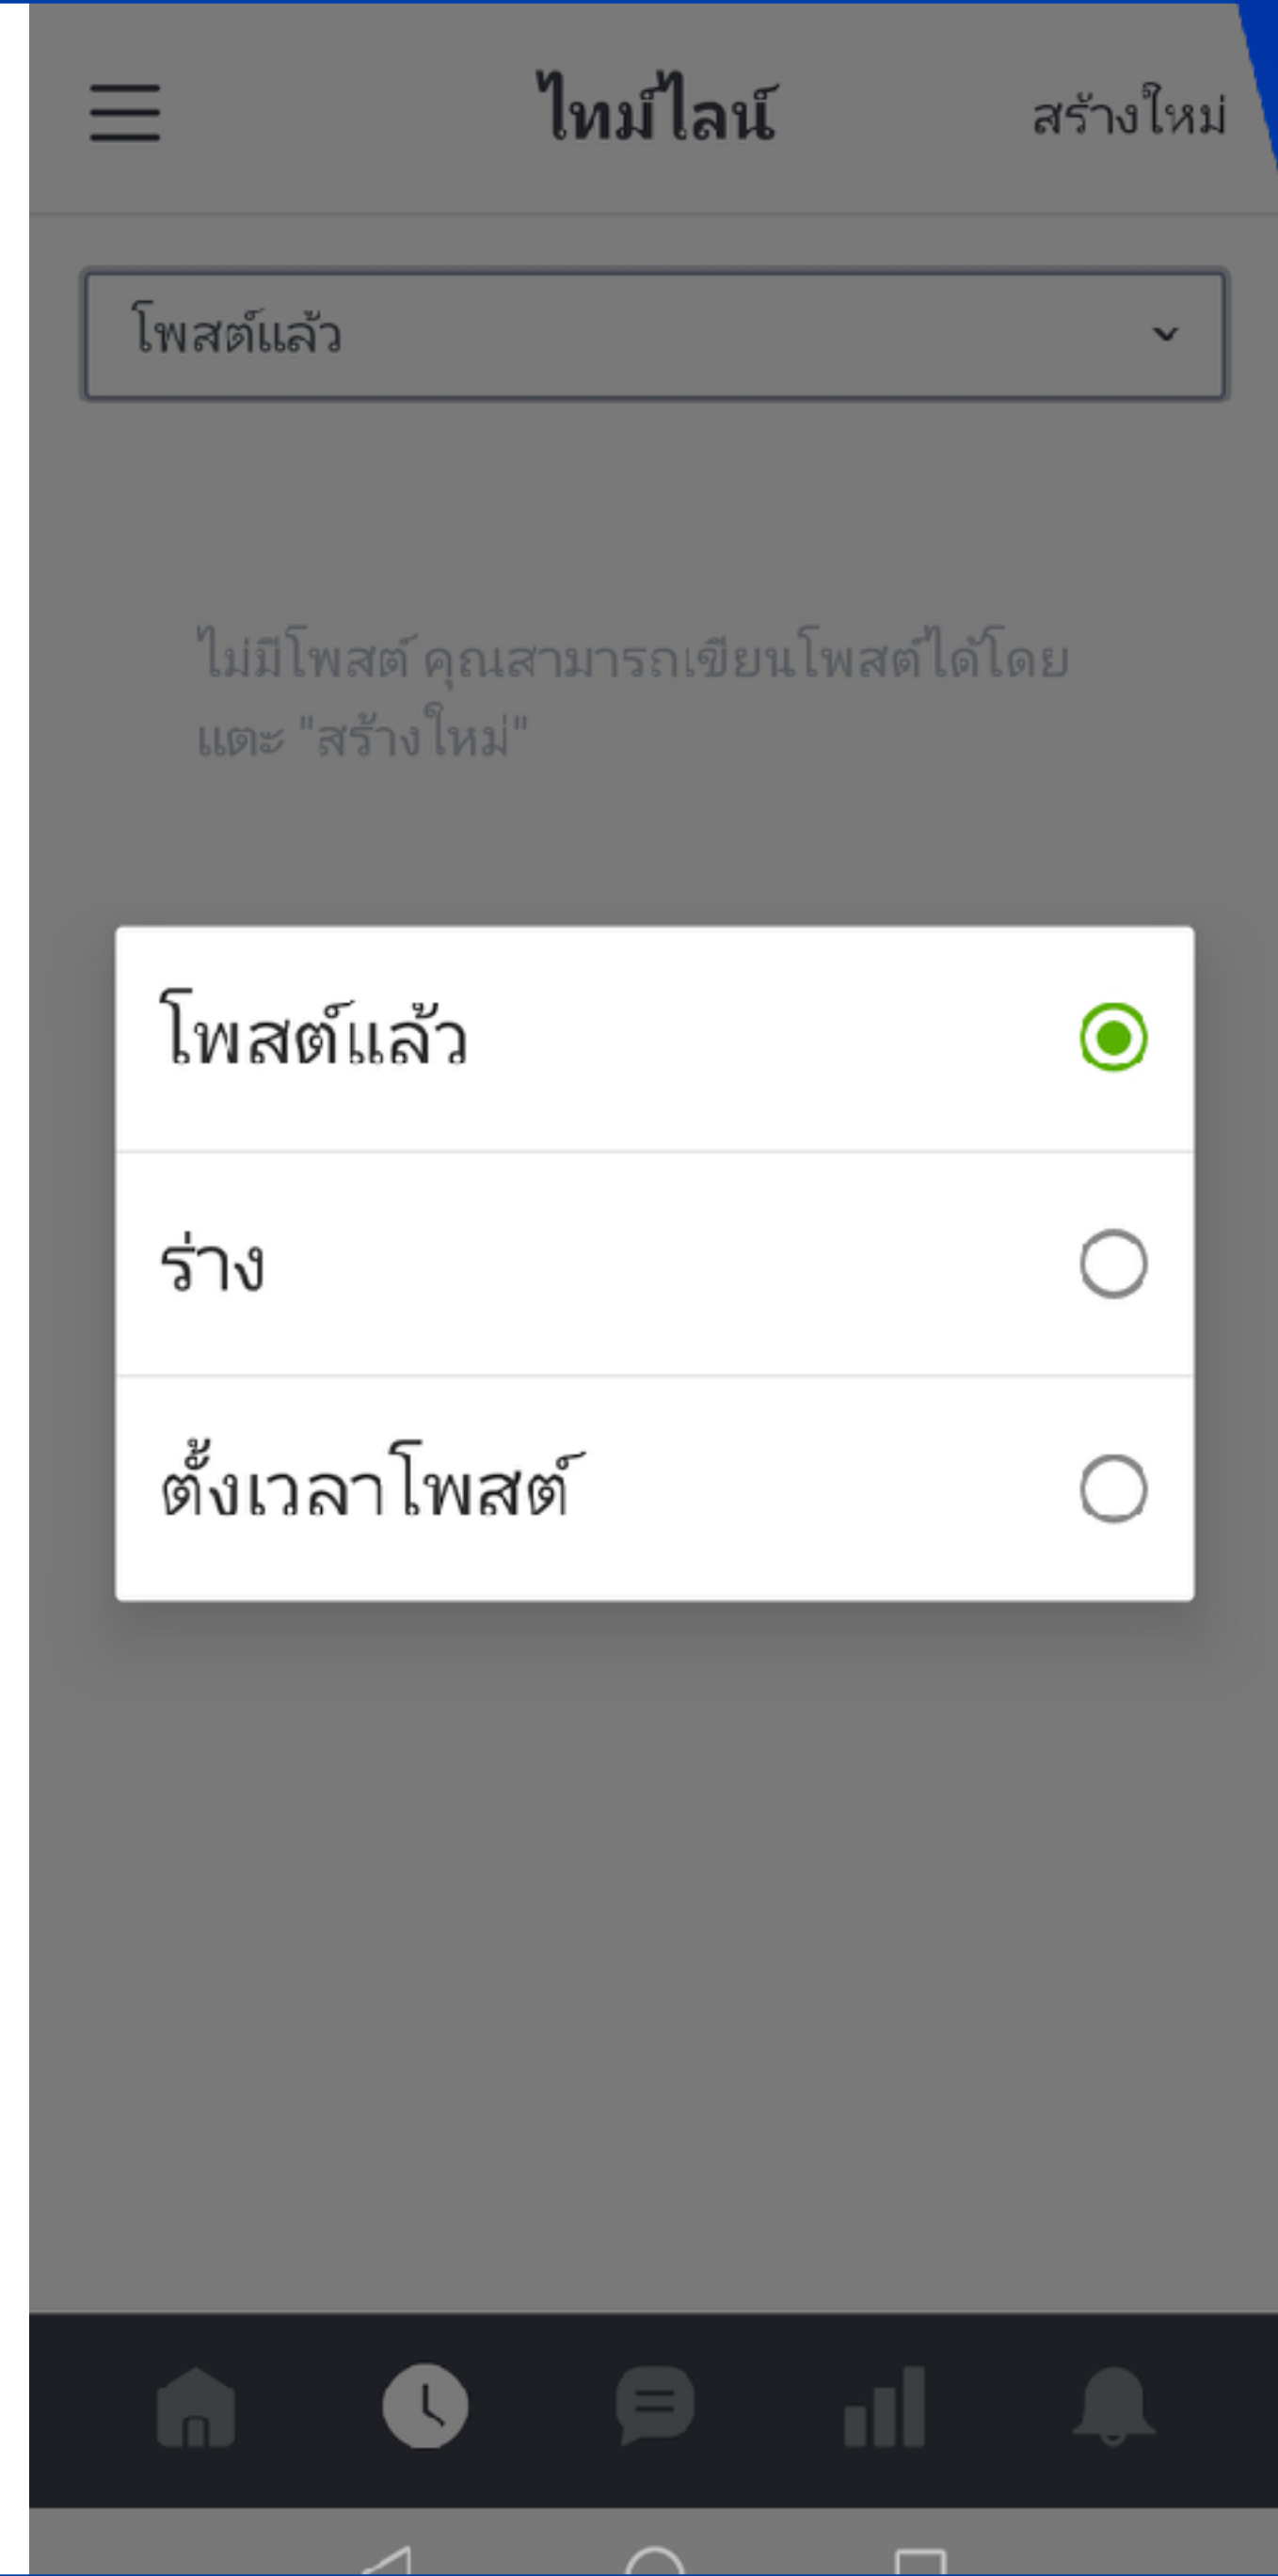 ไทม์ไลน์
สร้างใหม่
โพสต์แล้ว
ไม่มีโพสต์ คุณสามารถเขียนโพสต์ได้โดย
แตะ "สร้างใหม่"
โพสต์แล้ว
ร่าง
ตั้งเวลาโพสต์